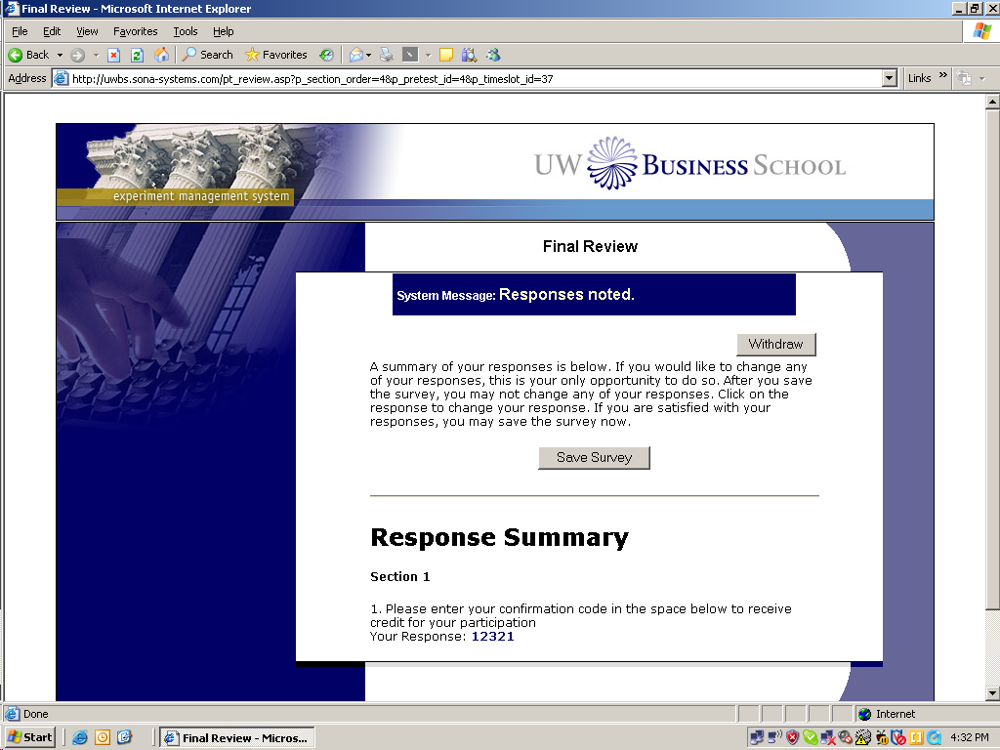 Final Review - Microsoft Internet Explorer
File Edit View Favorites Tools Help
Back Search Favorites
Address http://uwbs.sona-systems.com/pt_review.asp?p_section_order=4&p_pretest_id=4&p_timeslot_id=37 Links »
UW BUSINESS SCHOOL
experiment management system
Final Review
System Message: Responses noted.
Withdraw
A summary of your responses is below. If you would like to change any
of your responses, this is your only opportunity to do so. After you save
the survey, you may not change any of your responses. Click on the
response to change your response. If you are satisfied with your
responses, you may save the survey now.
Save Survey
Response Summary
Section 1
1. Please enter your confirmation code in the space below to receive
credit for your participation
Your Response: 12321
Done Internet
Start Final Review - Micros... 4:32 PM